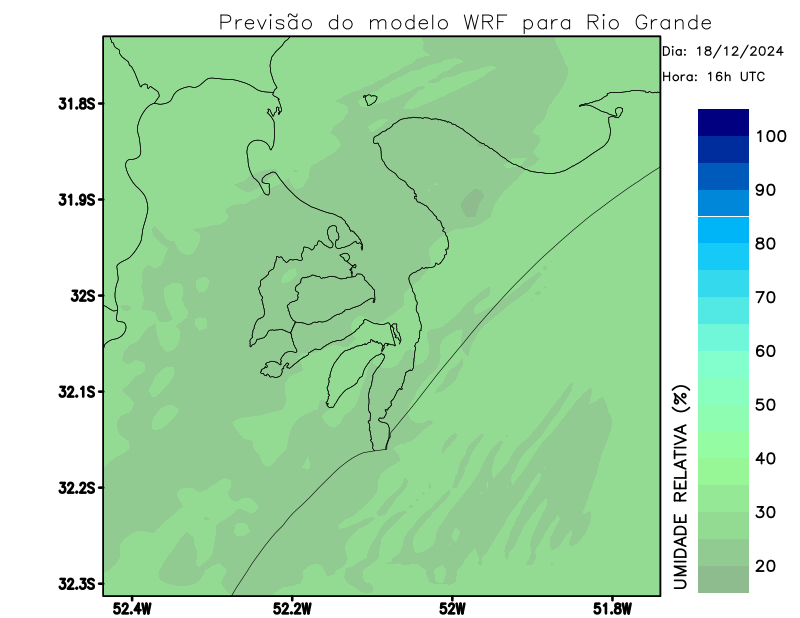 Previsão do modelo WRF para Rio Grande
Dia: 18/12/2024
Hora: 16h UTC
31.8S
31.9S
32S
32.1S
32.2S
32.3S
52.4W
52.2W
52W
51.8W
UMIDADE RELATIVA (%)
100
90
80
70
60
50
40
30
20